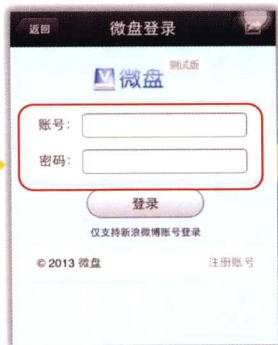 返回 微盘登录
微盘 测试版
账号:
密码:
登录
仅支持新浪微博账号登录
© 2013 微盘 注册账号